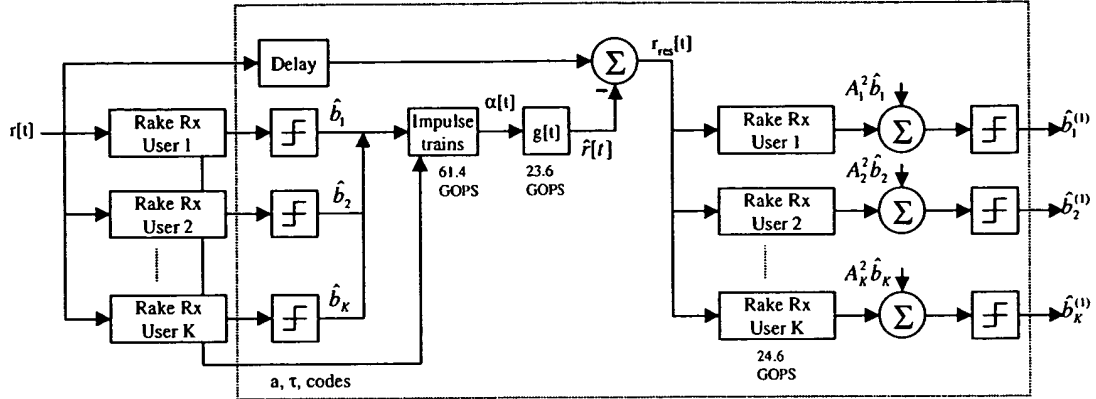 r[t]
Delay
Σ
−
r_res[t]
Rake Rx
User 1
b̂_1
Impulse
trains
α[t]
g[t]
r̂[t]
61.4
GOPS
23.6
GOPS
Rake Rx
User 2
b̂_2
Rake Rx
User K
b̂_K
a, τ, codes
Rake Rx
User 1
A_1^2 b̂_1
Σ
b̂_1^(1)
Rake Rx
User 2
A_2^2 b̂_2
Σ
b̂_2^(1)
Rake Rx
User K
A_K^2 b̂_K
Σ
b̂_K^(1)
24.6
GOPS